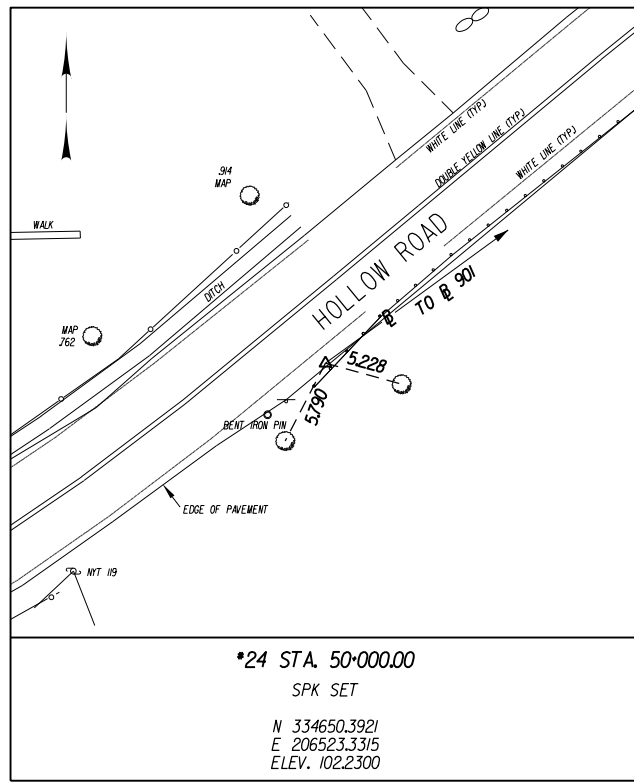 WHITE LINE (TYP.)
DOUBLE YELLOW LINE (TYP.)
WHITE LINE (TYP.)
.914
MAP
WALK
DITCH
HOLLOW ROAD
TO BL 901
MAP
.762
5.228
5.790
BENT IRON PIN
EDGE OF PAVEMENT
NYT 119
#24 STA. 50+000.00
SPK SET
N 334650.3921
E 206523.3315
ELEV. 102.2300